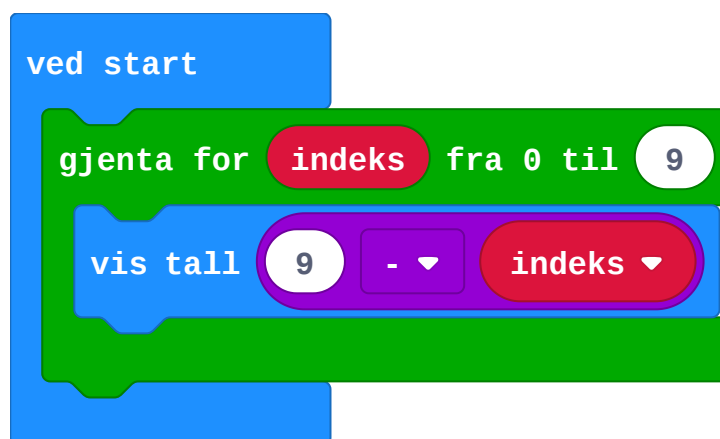 ved start
gjenta for indeks fra 0 til 9
vis tall 9 - indeks